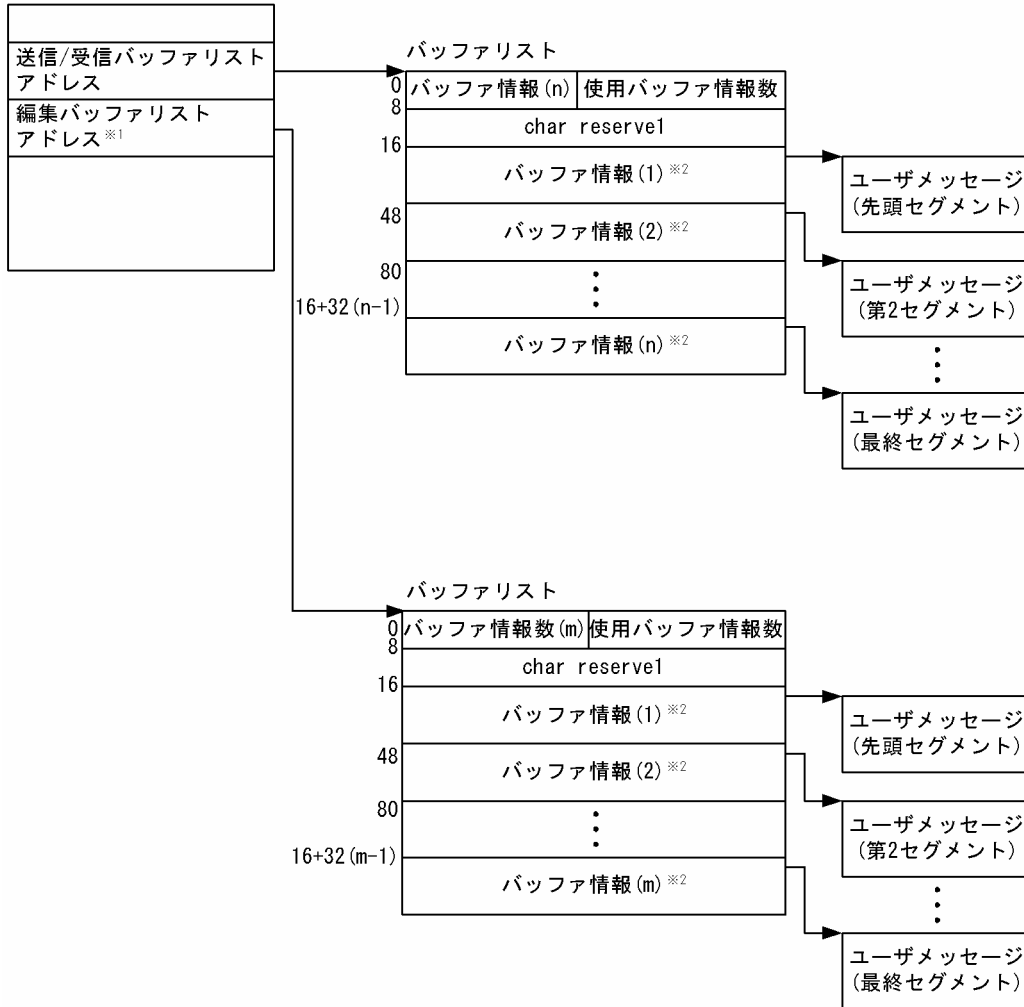 送信/受信バッファリスト
アドレス
編集バッファリスト
アドレス※1
バッファリスト
0
バッファ情報(n)
使用バッファ情報数
8
char reserve1
16
バッファ情報(1)※2
48
バッファ情報(2)※2
80
16+32(n-1)
バッファ情報(n)※2
ユーザメッセージ
(先頭セグメント)
ユーザメッセージ
(第2セグメント)
ユーザメッセージ
(最終セグメント)
バッファリスト
0
バッファ情報数(m)
使用バッファ情報数
8
char reserve1
16
バッファ情報(1)※2
48
バッファ情報(2)※2
80
16+32(m-1)
バッファ情報(m)※2
ユーザメッセージ
(先頭セグメント)
ユーザメッセージ
(第2セグメント)
ユーザメッセージ
(最終セグメント)